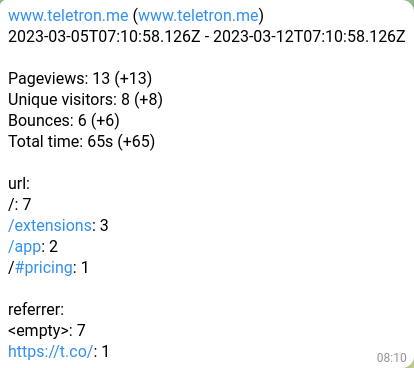 www.teletron.me (www.teletron.me)
2023-03-05T07:10:58.126Z - 2023-03-12T07:10:58.126Z
Pageviews: 13 (+13)
Unique visitors: 8 (+8)
Bounces: 6 (+6)
Total time: 65s (+65)
url:
/: 7
/extensions: 3
/app: 2
/#pricing: 1
referrer:
<empty>: 7
https://t.co/: 1
08:10